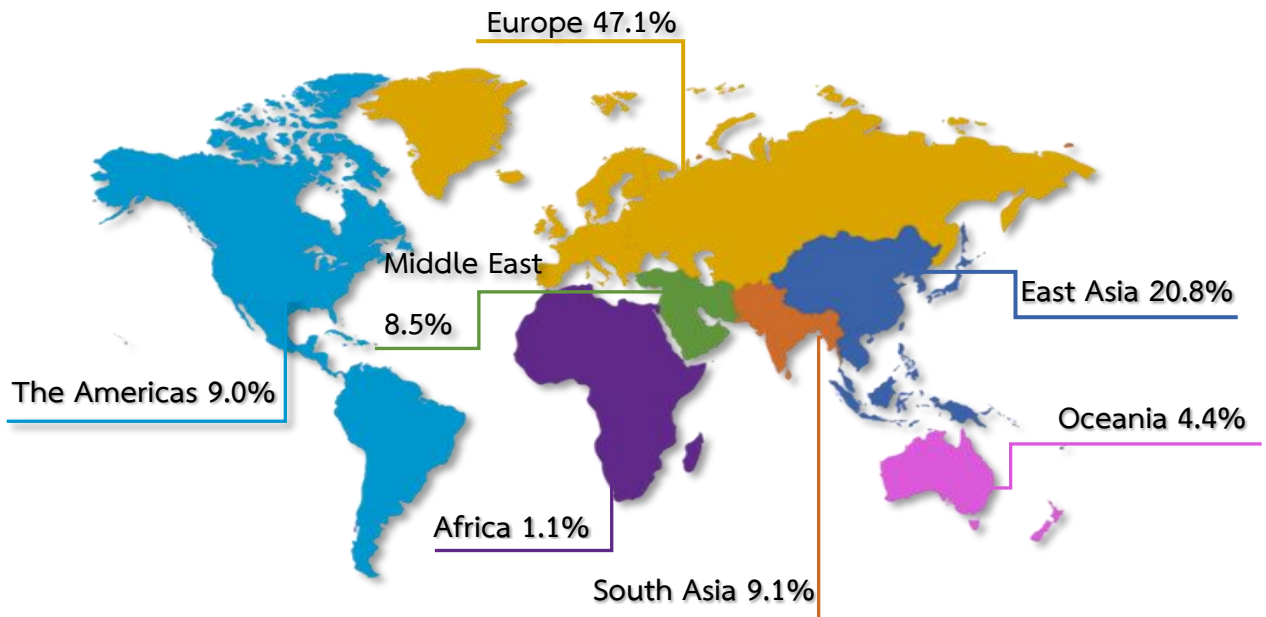 Europe 47.1%
Middle East
8.5%
East Asia 20.8%
The Americas 9.0%
Oceania 4.4%
Africa 1.1%
South Asia 9.1%